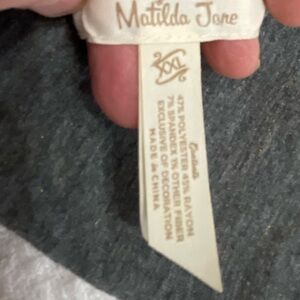 Matilda Jane
Contents
47% POLYESTER 45% RAYON
7% SPANDEX 1% OTHER FIBER
EXCLUSIVE OF DECORATION
MADE IN CHINA